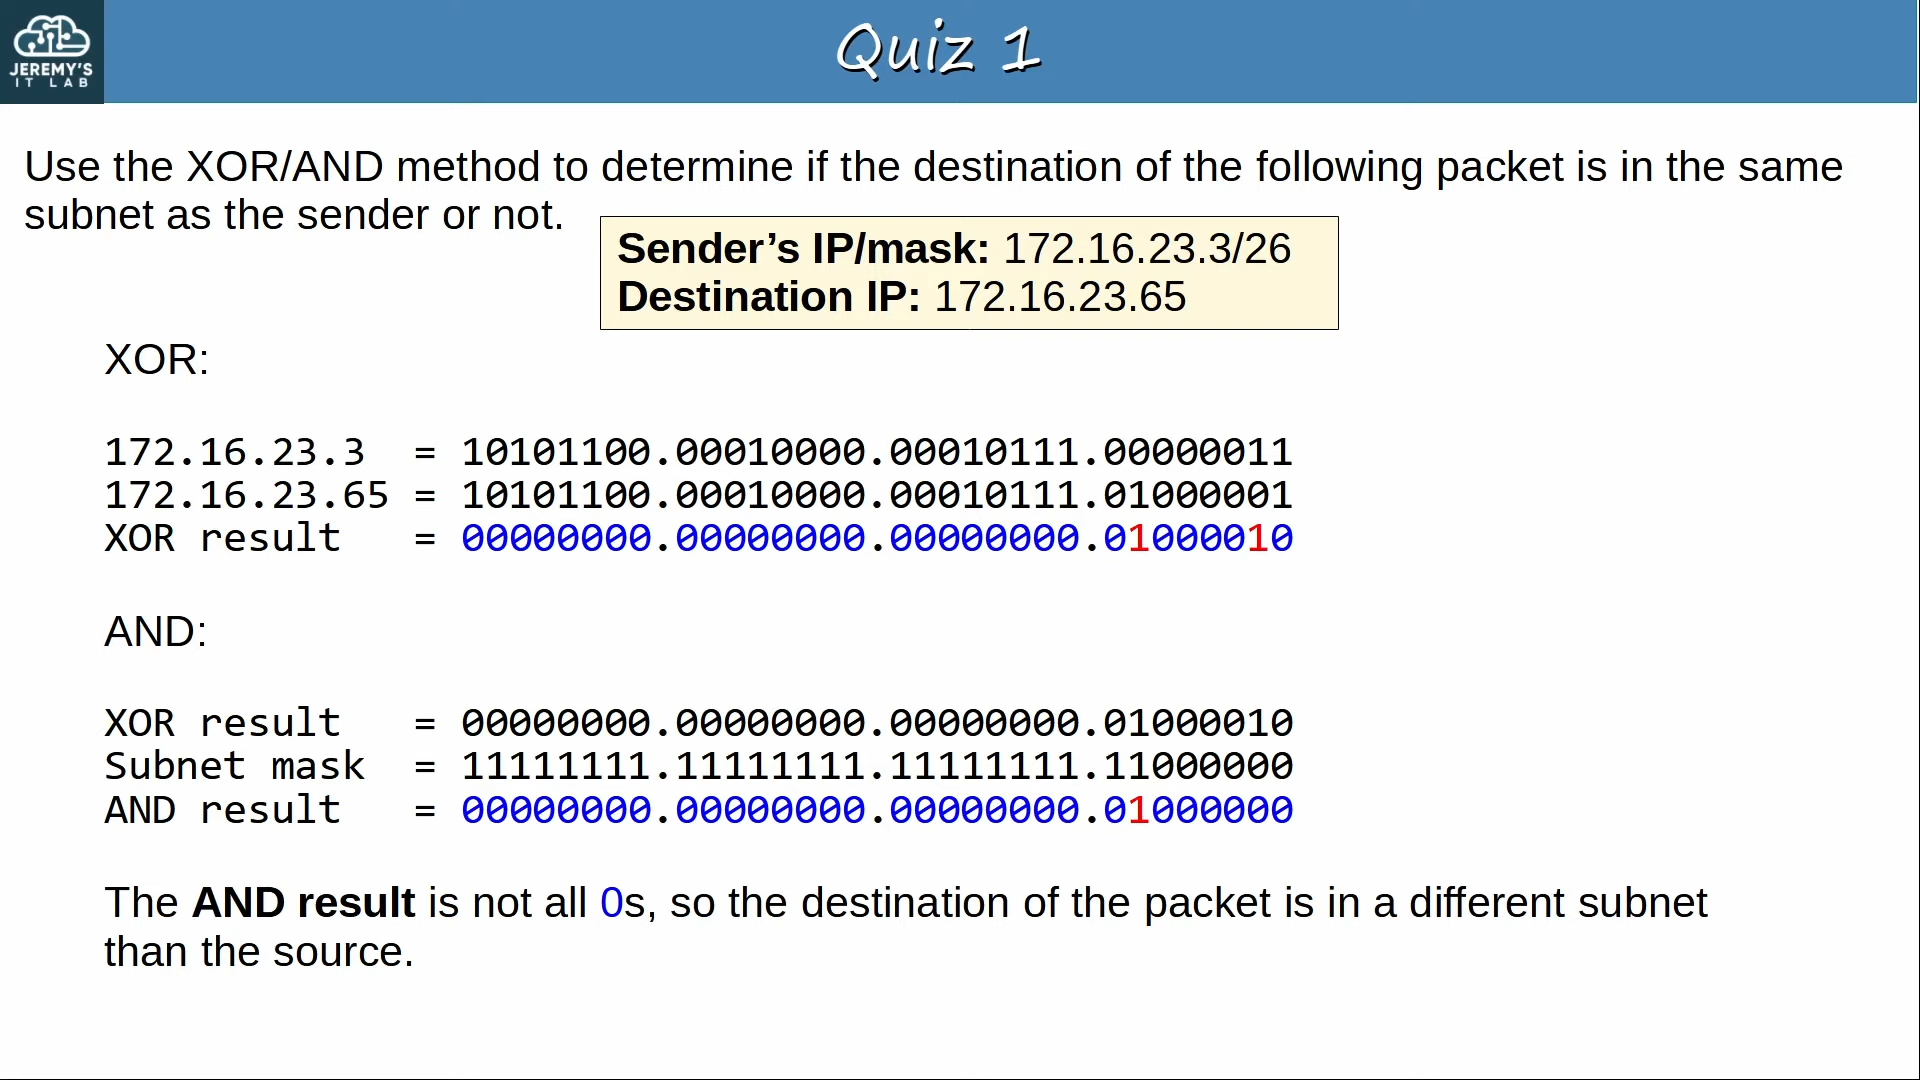 JEREMY'S
IT LAB
Quiz 1
Use the XOR/AND method to determine if the destination of the following packet is in the same
subnet as the sender or not.
Sender’s IP/mask: 172.16.23.3/26
Destination IP: 172.16.23.65
XOR:
172.16.23.3 = 10101100.00010000.00010111.00000011
172.16.23.65 = 10101100.00010000.00010111.01000001
XOR result = 00000000.00000000.00000000.01000010
AND:
XOR result = 00000000.00000000.00000000.01000010
Subnet mask = 11111111.11111111.11111111.11000000
AND result = 00000000.00000000.00000000.01000000
The AND result is not all 0s, so the destination of the packet is in a different subnet
than the source.